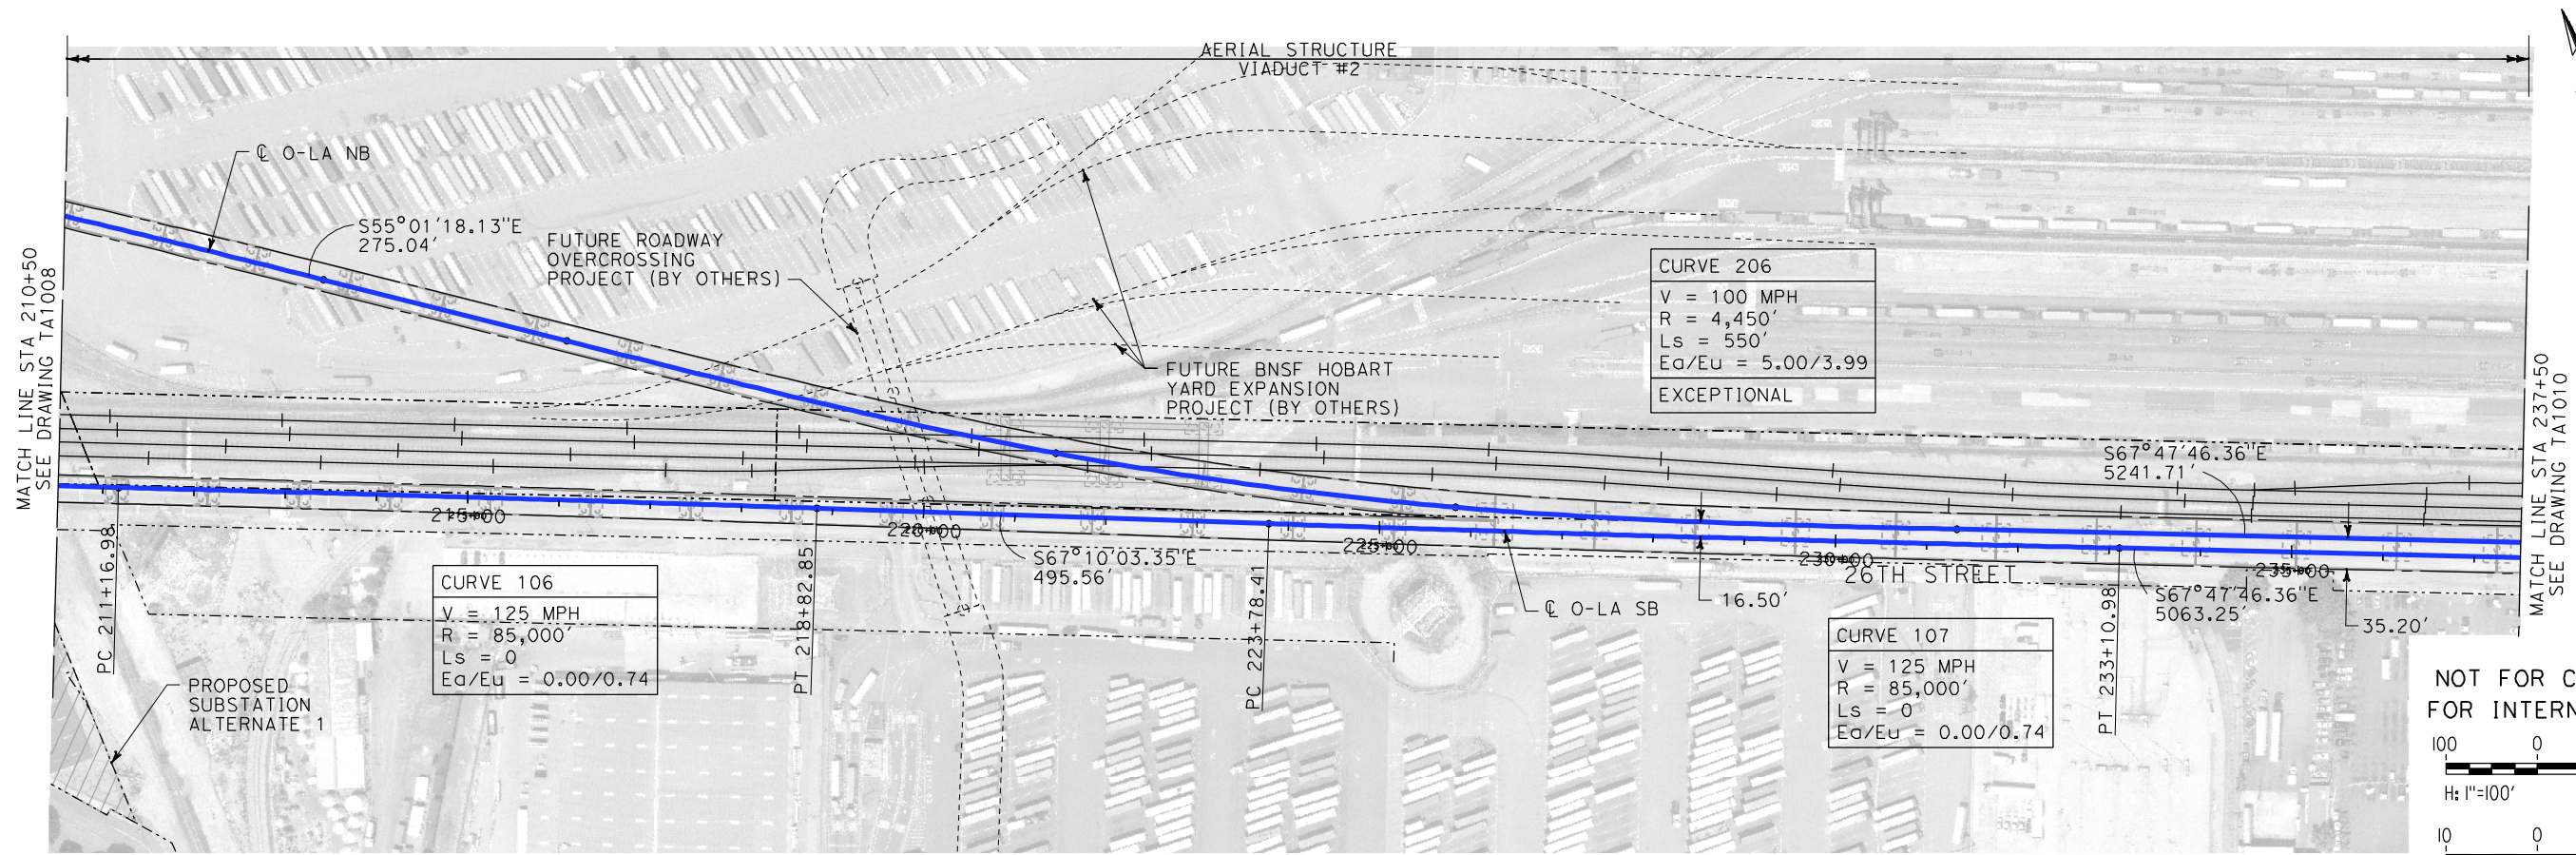 AERIAL STRUCTURE
VIADUCT #2
℄ O-LA NB
S55°01'18.13"E
275.04'
FUTURE ROADWAY
OVERCROSSING
PROJECT (BY OTHERS)
MATCH LINE STA 210+50
SEE DRAWING TA1008
CURVE 206
V = 100 MPH
R = 4,450'
Ls = 550'
Ea/Eu = 5.00/3.99
EXCEPTIONAL
FUTURE BNSF HOBART
YARD EXPANSION
PROJECT (BY OTHERS)
MATCH LINE STA 237+50
SEE DRAWING TA1010
S67°47'46.36"E
5241.71'
215+00
220+00
225+00
230+00
235+00
26TH STREET
PC 211+16.98
PT 218+82.85
S67°10'03.35"E
495.56'
PC 223+78.41
℄ O-LA SB
16.50'
PT 233+10.98
S67°47'46.36"E
5063.25'
35.20'
CURVE 106
V = 125 MPH
R = 85,000'
Ls = 0
Ea/Eu = 0.00/0.74
CURVE 107
V = 125 MPH
R = 85,000'
Ls = 0
Ea/Eu = 0.00/0.74
PROPOSED
SUBSTATION
ALTERNATE 1
NOT FOR C
FOR INTERN
100 0
H: 1"=100'
10 0